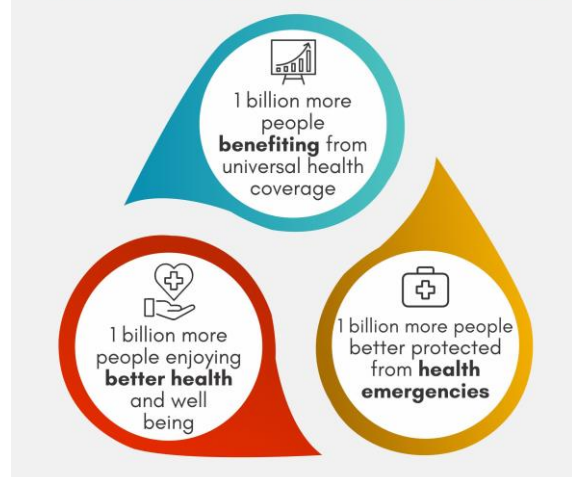 1 billion more
people
benefiting from
universal health
coverage
1 billion more
people enjoying
better health
and well
being
1 billion more people
better protected
from health
emergencies